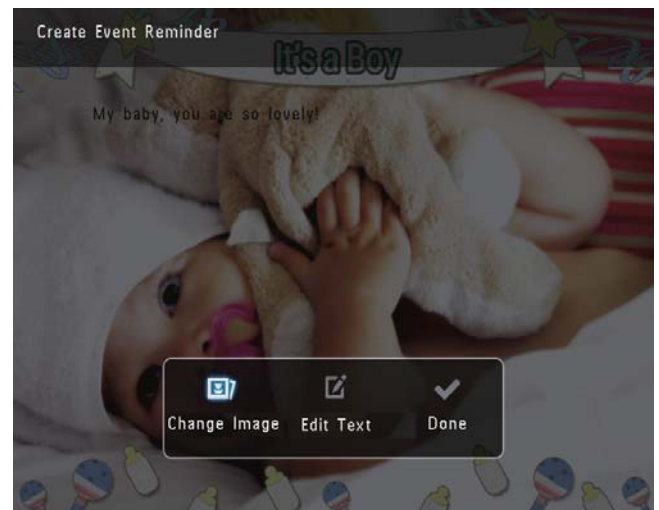 Create Event Reminder
It's a Boy
My baby, you are so lovely!
Change Image Edit Text Done